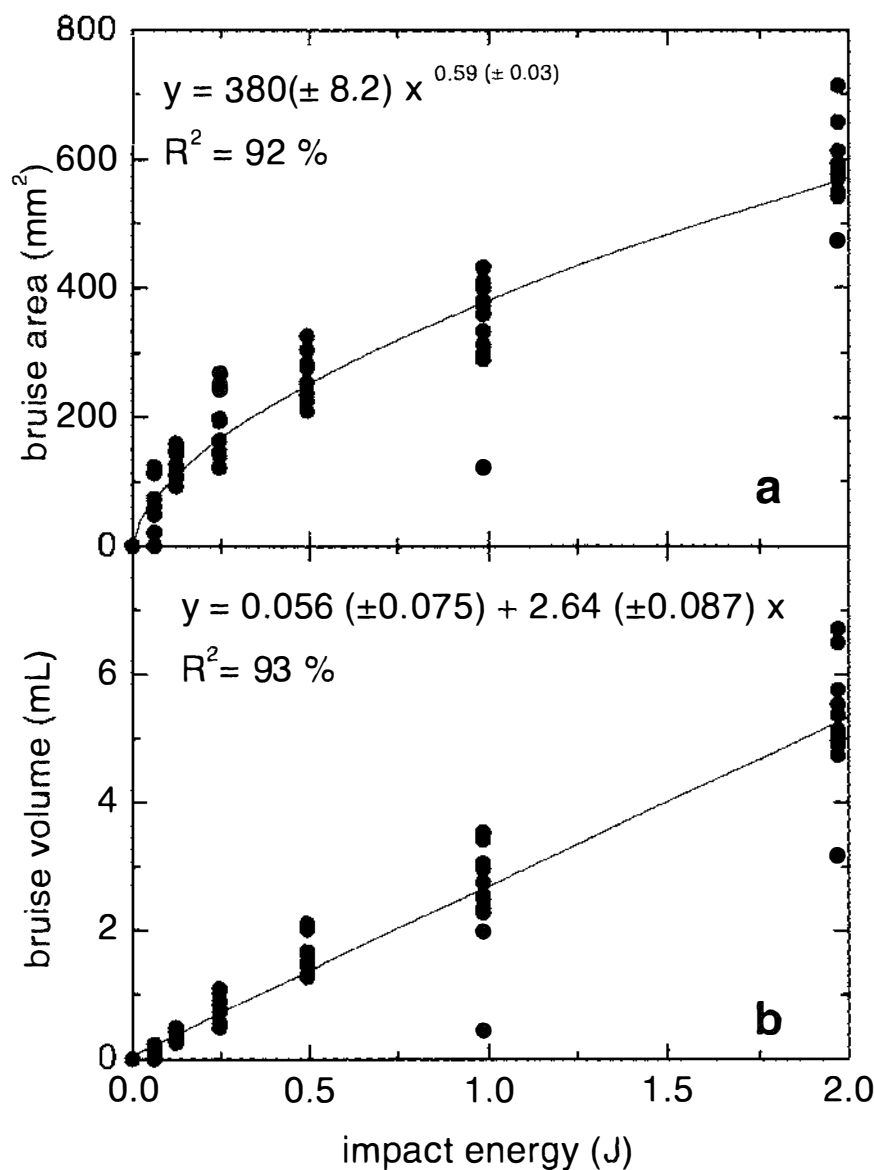 800
y = 380(± 8.2) x^0.59 (± 0.03)
R² = 92 %
600
bruise area (mm²)
400
200
a
0
y = 0.056 (±0.075) + 2.64 (±0.087) x
R²= 93 %
6
bruise volume (mL)
4
2
b
0
0.0 0.5 1.0 1.5 2.0
impact energy (J)